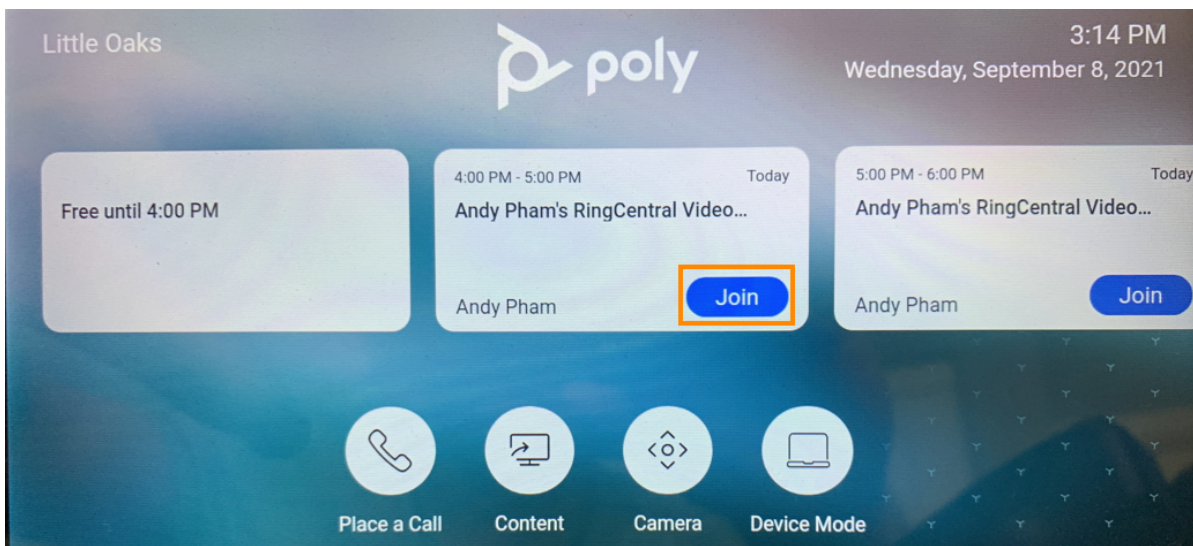 Little Oaks
poly
3:14 PM
Wednesday, September 8, 2021
Free until 4:00 PM
4:00 PM - 5:00 PM Today
Andy Pham's RingCentral Video...
Andy Pham Join
5:00 PM - 6:00 PM Today
Andy Pham's RingCentral Video...
Andy Pham Join
Place a Call Content Camera Device Mode